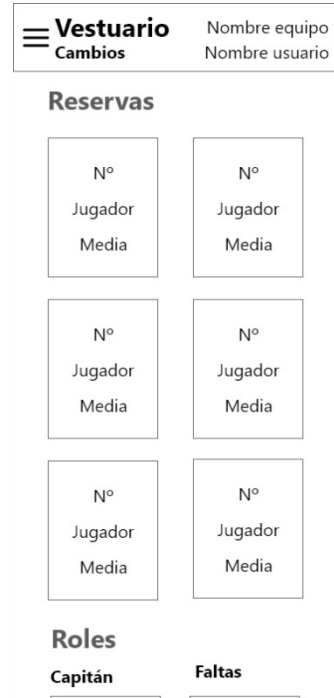 Vestuario
Cambios
Nombre equipo
Nombre usuario
Reservas
Nº
Jugador
Media
Nº
Jugador
Media
Nº
Jugador
Media
Nº
Jugador
Media
Nº
Jugador
Media
Nº
Jugador
Media
Roles
Capitán
Faltas